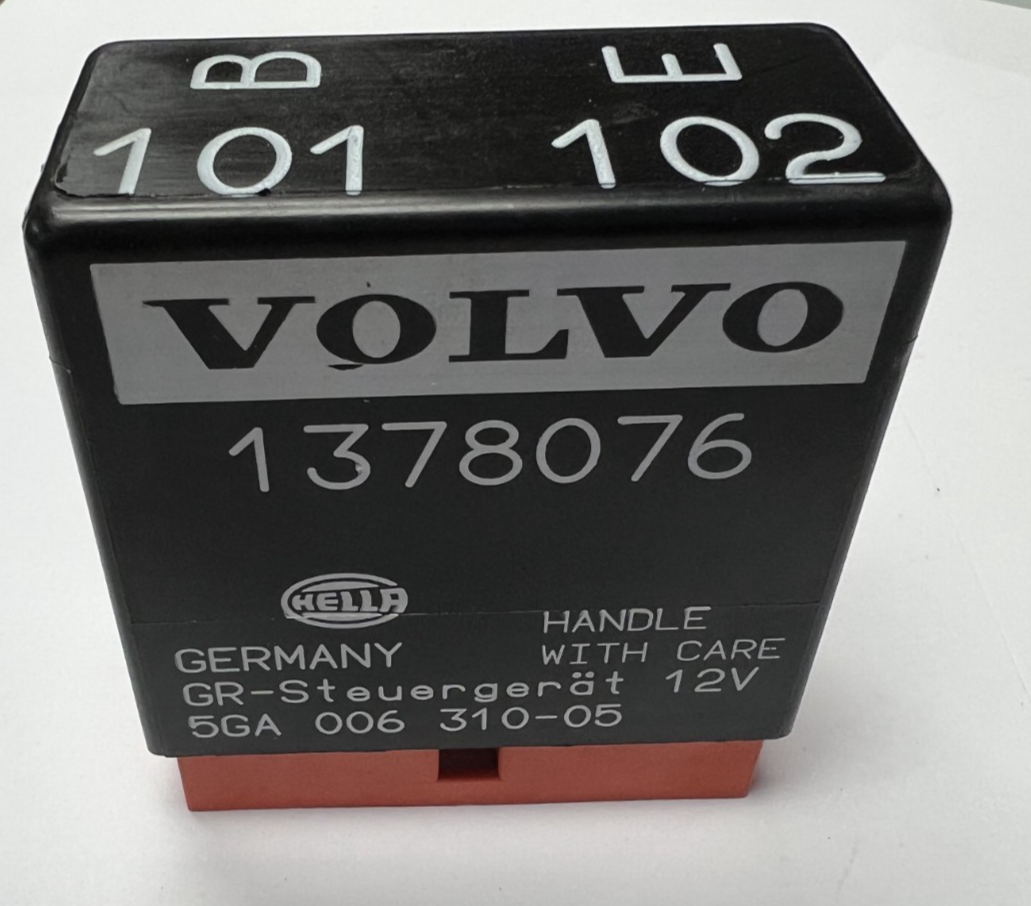 B E
101 102
VOLVO
1378076
HELLA
HANDLE
GERMANY WITH CARE
GR-Steuergerät 12V
5GA 006 310-05